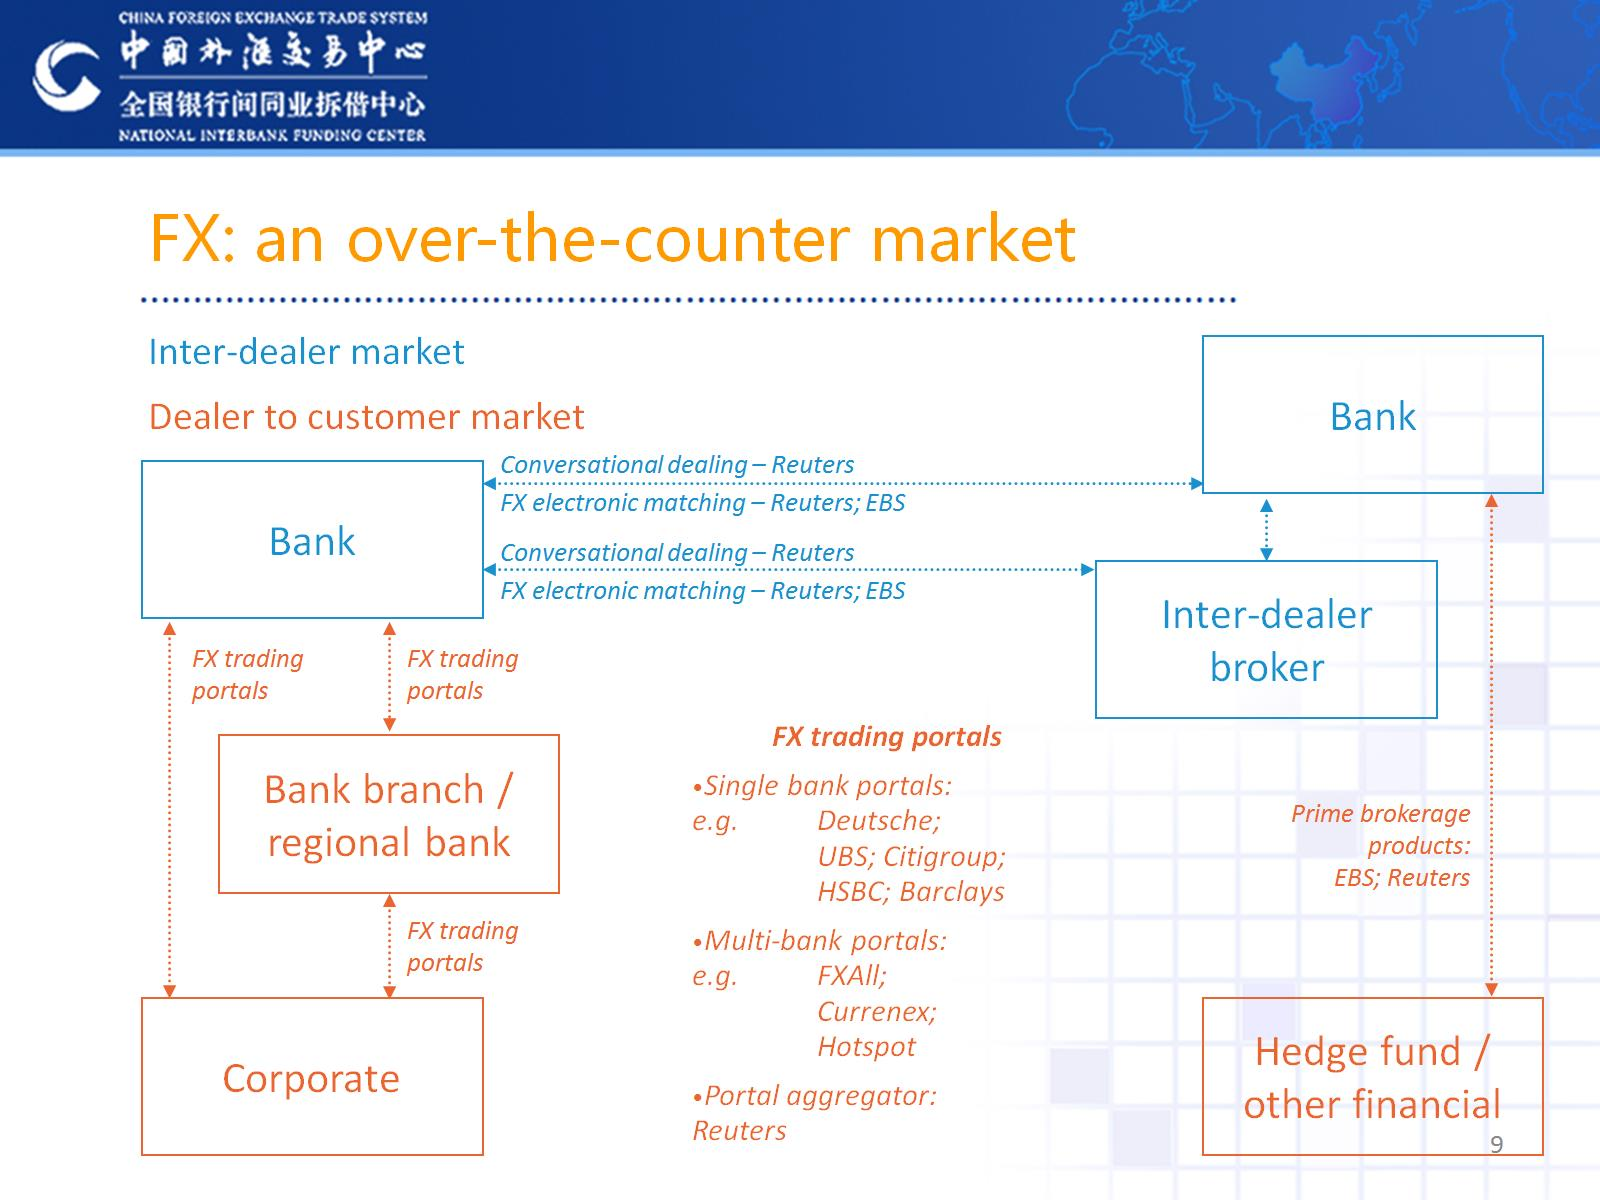 CHINA FOREIGN EXCHANGE TRADE SYSTEM
中国外汇交易中心
全国银行间同业拆借中心
NATIONAL INTERBANK FUNDING CENTER
FX: an over-the-counter market
Inter-dealer market
Dealer to customer market
Bank
Conversational dealing – Reuters
FX electronic matching – Reuters; EBS
Bank
Conversational dealing – Reuters
FX electronic matching – Reuters; EBS
Inter-dealer
broker
FX trading
portals
FX trading
portals
Bank branch /
regional bank
FX trading
portals
Corporate
FX trading portals
•Single bank portals:
e.g. Deutsche;
UBS; Citigroup;
HSBC; Barclays
•Multi-bank portals:
e.g. FXAll;
Currenex;
Hotspot
•Portal aggregator:
Reuters
Prime brokerage
products:
EBS; Reuters
Hedge fund /
other financial
9